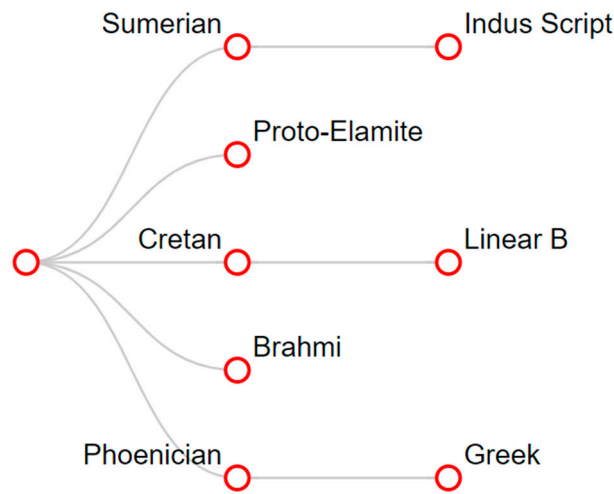 Sumerian
Indus Script
Proto-Elamite
Cretan
Linear B
Brahmi
Phoenician
Greek